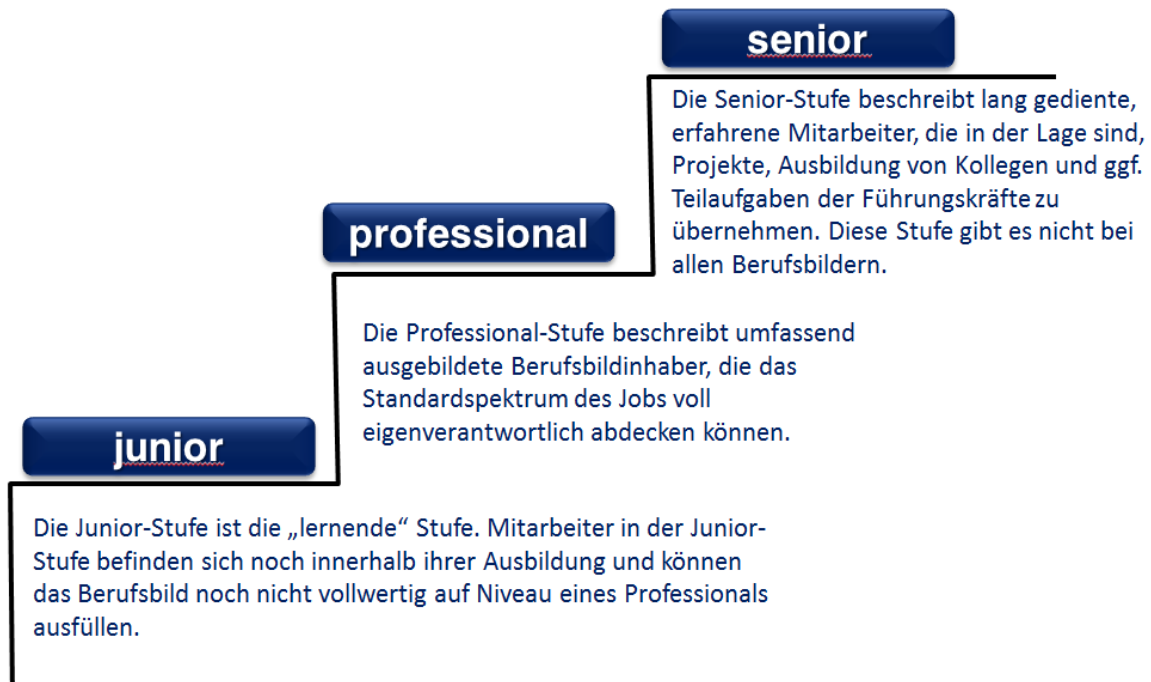 senior
Die Senior-Stufe beschreibt lang gediente,
erfahrene Mitarbeiter, die in der Lage sind,
Projekte, Ausbildung von Kollegen und ggf.
Teilaufgaben der Führungskräfte zu
übernehmen. Diese Stufe gibt es nicht bei
allen Berufsbildern.
professional
Die Professional-Stufe beschreibt umfassend
ausgebildete Berufsbildinhaber, die das
Standardspektrum des Jobs voll
eigenverantwortlich abdecken können.
junior
Die Junior-Stufe ist die „lernende“ Stufe. Mitarbeiter in der Junior-
Stufe befinden sich noch innerhalb ihrer Ausbildung und können
das Berufsbild noch nicht vollwertig auf Niveau eines Professionals
ausfüllen.